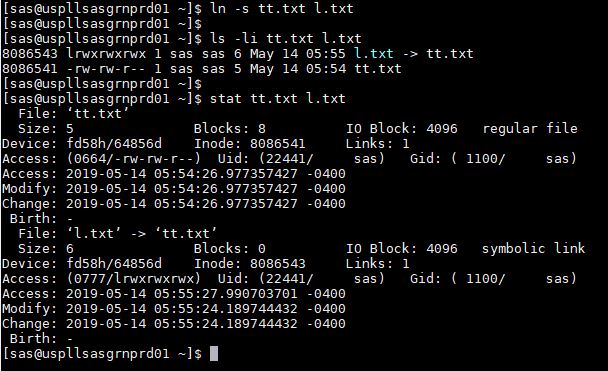 [sas@uspllsasgrnprd01 ~]$ ln -s tt.txt l.txt
[sas@uspllsasgrnprd01 ~]$
[sas@uspllsasgrnprd01 ~]$ ls -li tt.txt l.txt
8086543 lrwxrwxrwx 1 sas sas 6 May 14 05:55 l.txt -> tt.txt
8086541 -rw-rw-r-- 1 sas sas 5 May 14 05:54 tt.txt
[sas@uspllsasgrnprd01 ~]$
[sas@uspllsasgrnprd01 ~]$ stat tt.txt l.txt
  File: ‘tt.txt’
  Size: 5               Blocks: 8          IO Block: 4096   regular file
Device: fd58h/64856d    Inode: 8086541     Links: 1
Access: (0664/-rw-rw-r--)  Uid: (22441/     sas)   Gid: ( 1100/     sas)
Access: 2019-05-14 05:54:26.977357427 -0400
Modify: 2019-05-14 05:54:26.977357427 -0400
Change: 2019-05-14 05:54:26.977357427 -0400
 Birth: -
  File: ‘l.txt’ -> ‘tt.txt’
  Size: 6               Blocks: 0          IO Block: 4096   symbolic link
Device: fd58h/64856d    Inode: 8086543     Links: 1
Access: (0777/lrwxrwxrwx)  Uid: (22441/     sas)   Gid: ( 1100/     sas)
Access: 2019-05-14 05:55:27.990703701 -0400
Modify: 2019-05-14 05:55:24.189744432 -0400
Change: 2019-05-14 05:55:24.189744432 -0400
 Birth: -
[sas@uspllsasgrnprd01 ~]$